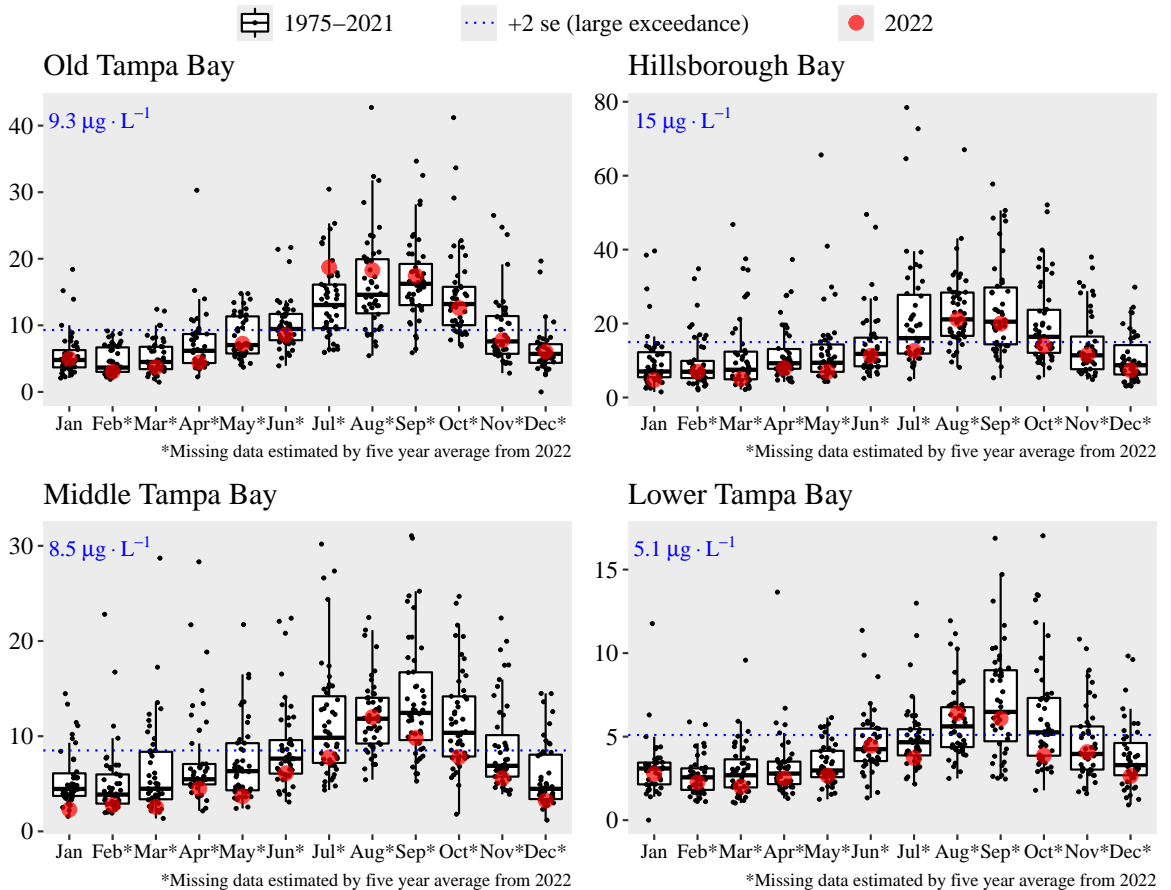 1975–2021 +2 se (large exceedance) 2022
Old Tampa Bay
9.3 μg · L⁻¹
40
30
20
10
0
Jan Feb* Mar* Apr* May* Jun* Jul* Aug* Sep* Oct* Nov* Dec*
*Missing data estimated by five year average from 2022
Hillsborough Bay
15 μg · L⁻¹
80
60
40
20
0
Jan Feb* Mar* Apr* May* Jun* Jul* Aug* Sep* Oct* Nov* Dec*
*Missing data estimated by five year average from 2022
Middle Tampa Bay
8.5 μg · L⁻¹
30
20
10
0
Jan Feb* Mar* Apr* May* Jun* Jul* Aug* Sep* Oct* Nov* Dec*
*Missing data estimated by five year average from 2022
Lower Tampa Bay
5.1 μg · L⁻¹
15
10
5
0
Jan Feb* Mar* Apr* May* Jun* Jul* Aug* Sep* Oct* Nov* Dec*
*Missing data estimated by five year average from 2022